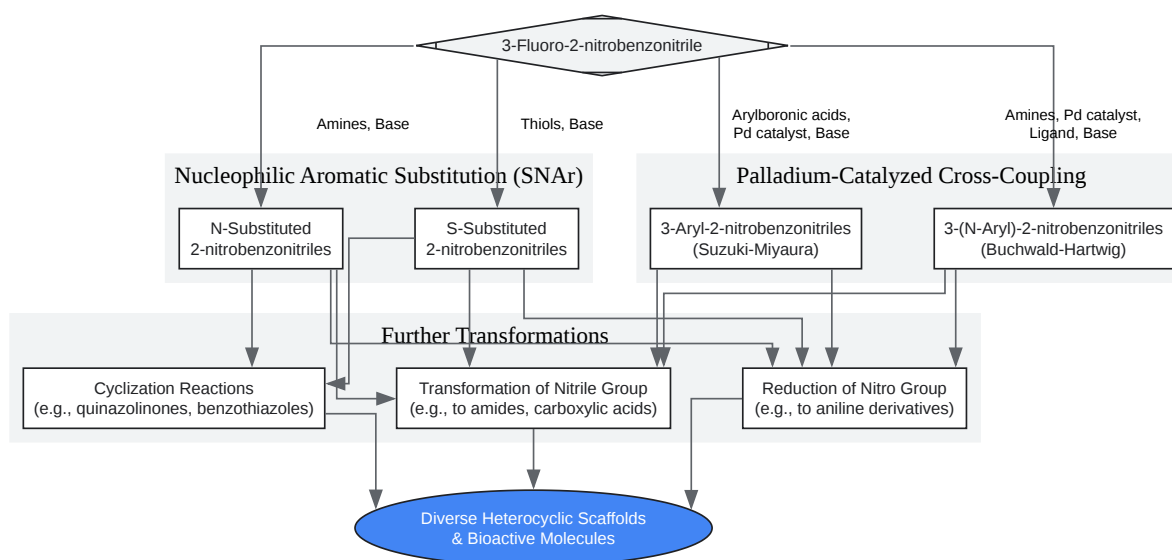 3-Fluoro-2-nitrobenzonitrile
Amines, Base
Thiols, Base
Arylboronic acids,
Pd catalyst, Base
Amines, Pd catalyst,
Ligand, Base
Nucleophilic Aromatic Substitution (SNAr)
Palladium-Catalyzed Cross-Coupling
N-Substituted
2-nitrobenzonitriles
S-Substituted
2-nitrobenzonitriles
3-Aryl-2-nitrobenzonitriles
(Suzuki-Miyaura)
3-(N-Aryl)-2-nitrobenzonitriles
(Buchwald-Hartwig)
Further Transformations
Cyclization Reactions
(e.g., quinazolinones, benzothiazoles)
Transformation of Nitrile Group
(e.g., to amides, carboxylic acids)
Reduction of Nitro Group
(e.g., to aniline derivatives)
Diverse Heterocyclic Scaffolds
& Bioactive Molecules